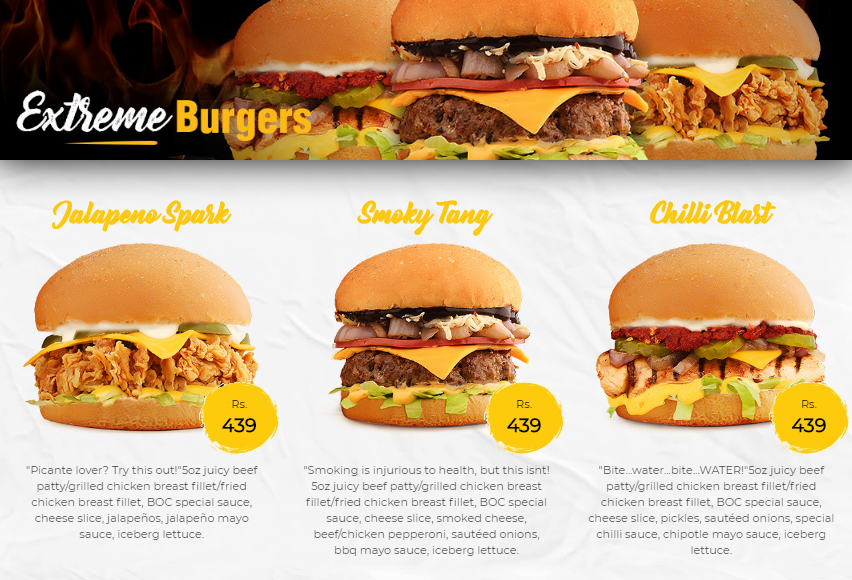 Extreme Burgers
Jalapeno Spark
Smoky Tang
Chilli Blast
Rs.
439
Rs.
439
Rs.
439
"Picante lover? Try this out!"5oz juicy beef
patty/grilled chicken breast fillet/fried
chicken breast fillet, BOC special sauce,
cheese slice, jalapeños, jalapeño mayo
sauce, iceberg lettuce.
"Smoking is injurious to health, but this isnt!
5oz juicy beef patty/grilled chicken breast
fillet/fried chicken breast fillet, BOC special
sauce, cheese slice, smoked cheese,
beef/chicken pepperoni, sautéed onions,
bbq mayo sauce, iceberg lettuce.
"Bite...water...bite...WATER!"5oz juicy beef
patty/grilled chicken breast fillet/fried
chicken breast fillet, BOC special sauce,
cheese slice, pickles, sautéed onions, special
chilli sauce, chipotle mayo sauce, iceberg
lettuce.